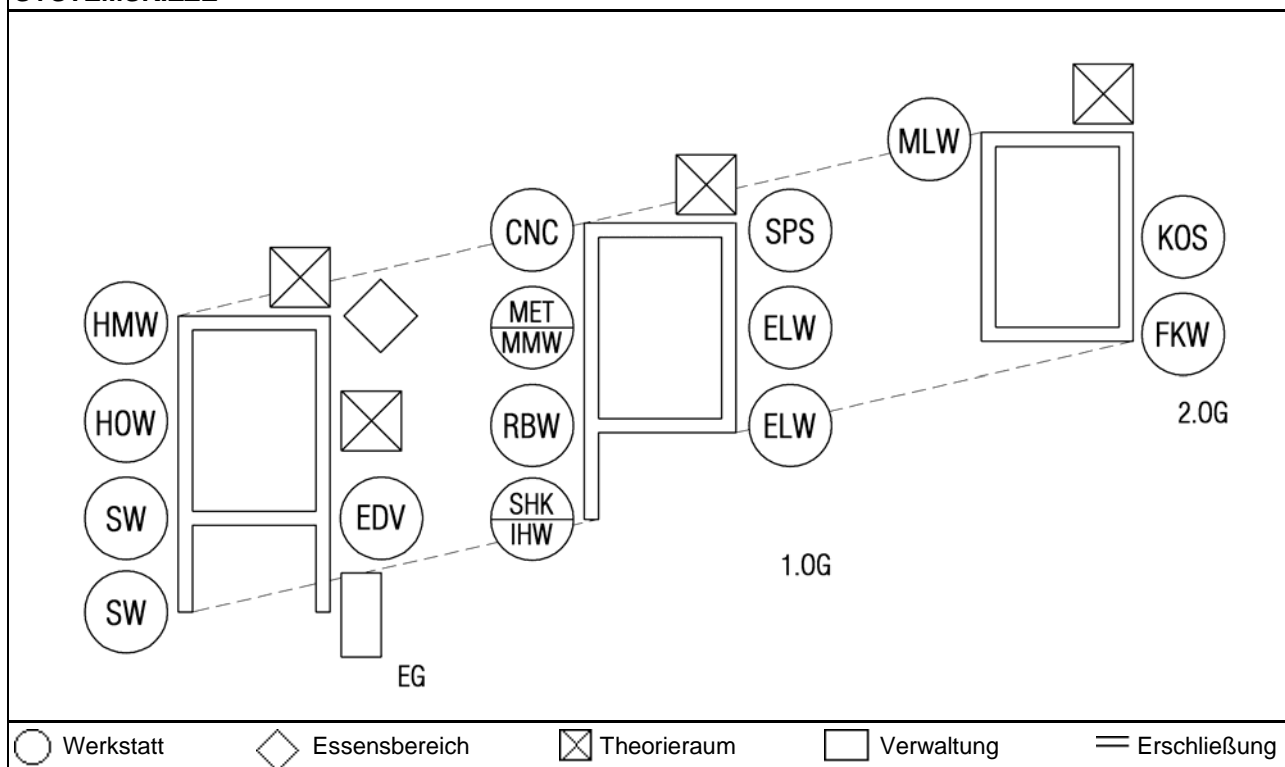 MLW
CNC
SPS
KOS
HMW
MET
MMW
ELW
FKW
HOW
RBW
ELW
2.OG
SW
EDV
SHK
IHW
1.OG
SW
EG
Werkstatt
Essensbereich
Theorieraum
Verwaltung
Erschließung